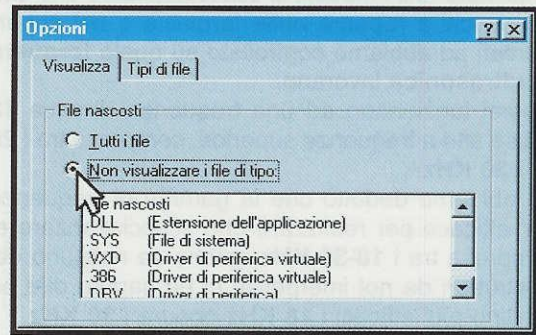 Opzioni
Visualizza Tipi di file
File nascosti
Tutti i file
Non visualizzare i file di tipo:
nascosti
.DLL (Estensione dell'applicazione)
.SYS (File di sistema)
.VXD (Driver di periferica virtuale)
.386 (Driver di periferica virtuale)
.DRV (Driver di periferica)